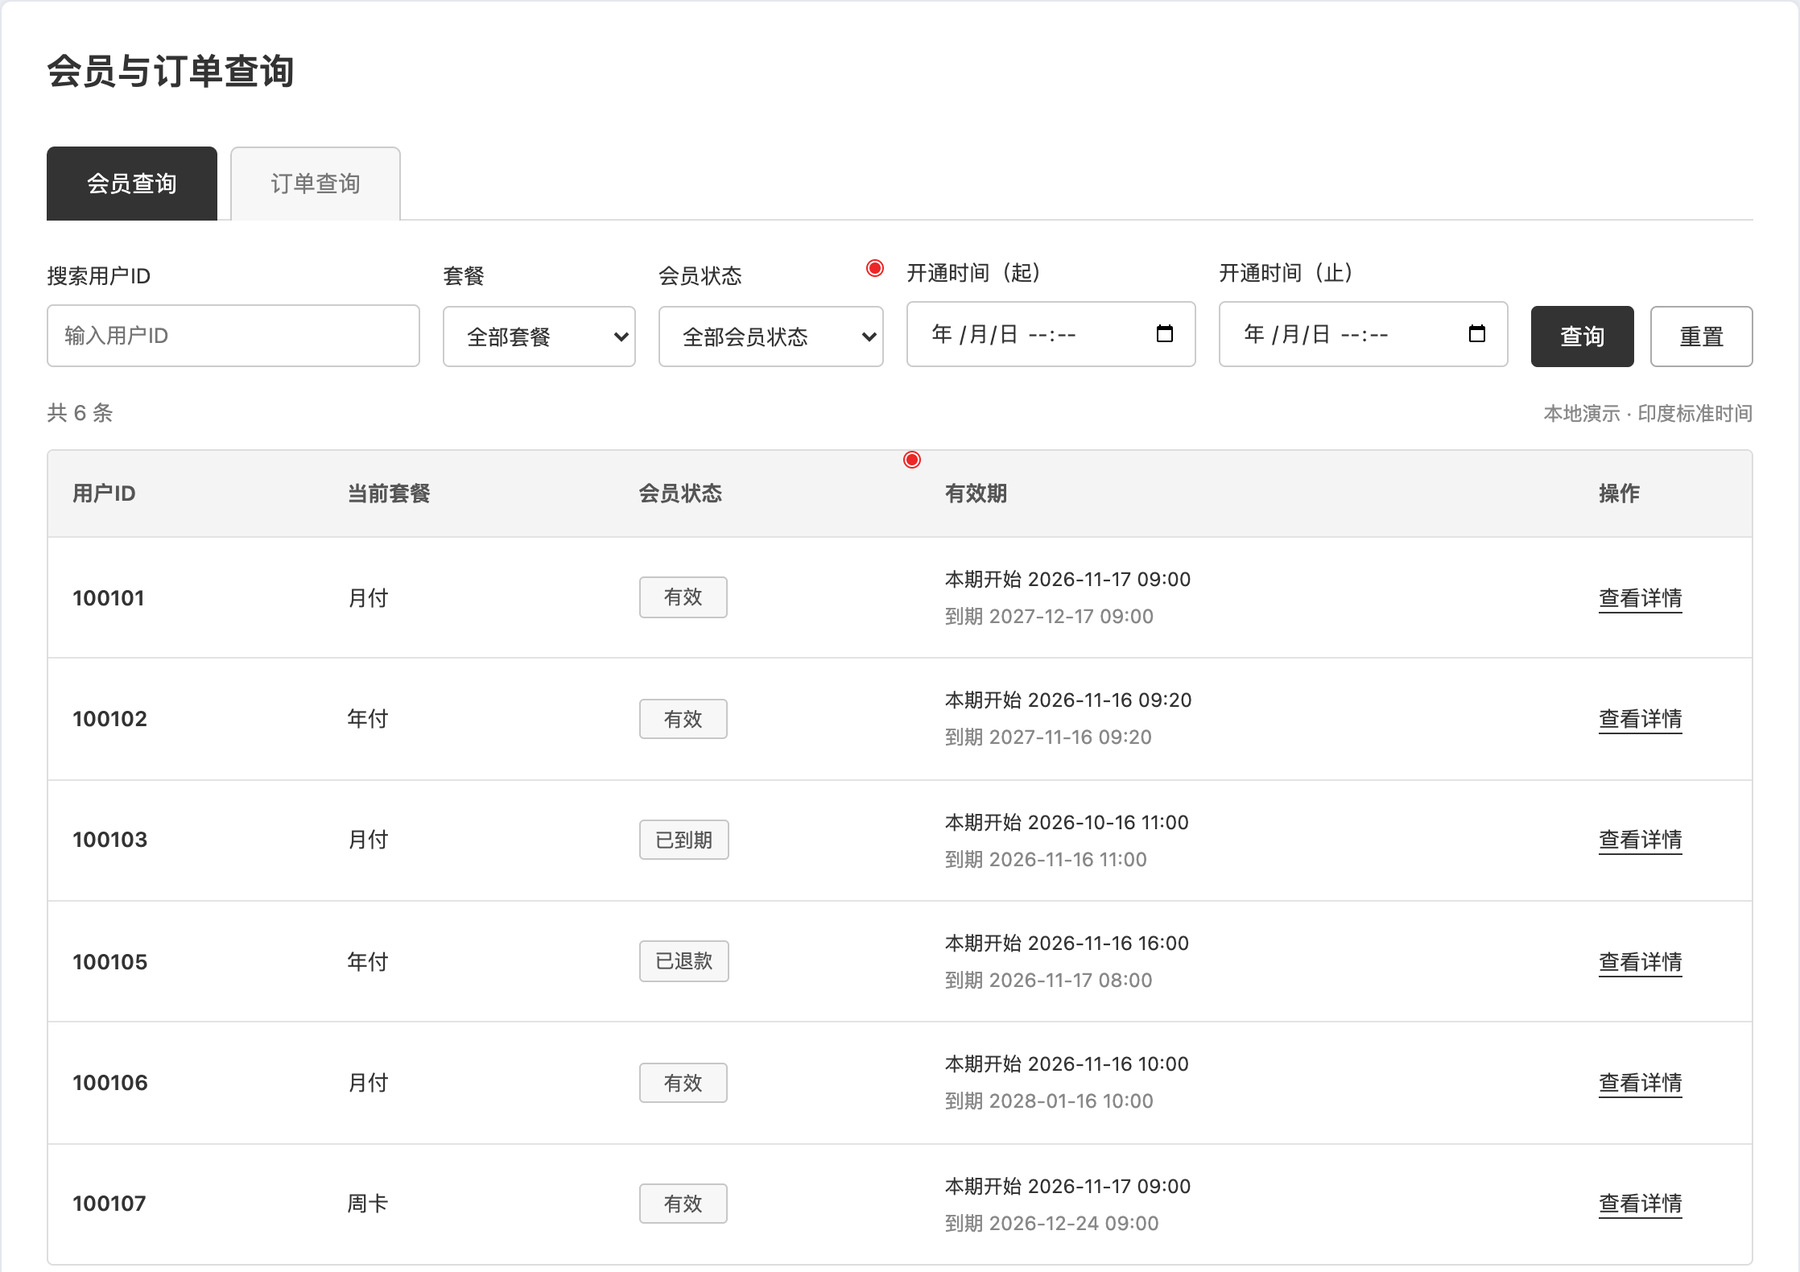 会员与订单查询
会员查询 订单查询
搜索用户ID 套餐 会员状态 开通时间（起） 开通时间（止）
输入用户ID 全部套餐 全部会员状态 年 /月/日 --:-- 年 /月/日 --:-- 查询 重置
共 6 条 本地演示 · 印度标准时间
用户ID 当前套餐 会员状态 有效期 操作
100101 月付 有效 本期开始 2026-11-17 09:00 查看详情
到期 2027-12-17 09:00
100102 年付 有效 本期开始 2026-11-16 09:20 查看详情
到期 2027-11-16 09:20
100103 月付 已到期 本期开始 2026-10-16 11:00 查看详情
到期 2026-11-16 11:00
100105 年付 已退款 本期开始 2026-11-16 16:00 查看详情
到期 2026-11-17 08:00
100106 月付 有效 本期开始 2026-11-16 10:00 查看详情
到期 2028-01-16 10:00
100107 周卡 有效 本期开始 2026-11-17 09:00 查看详情
到期 2026-12-24 09:00